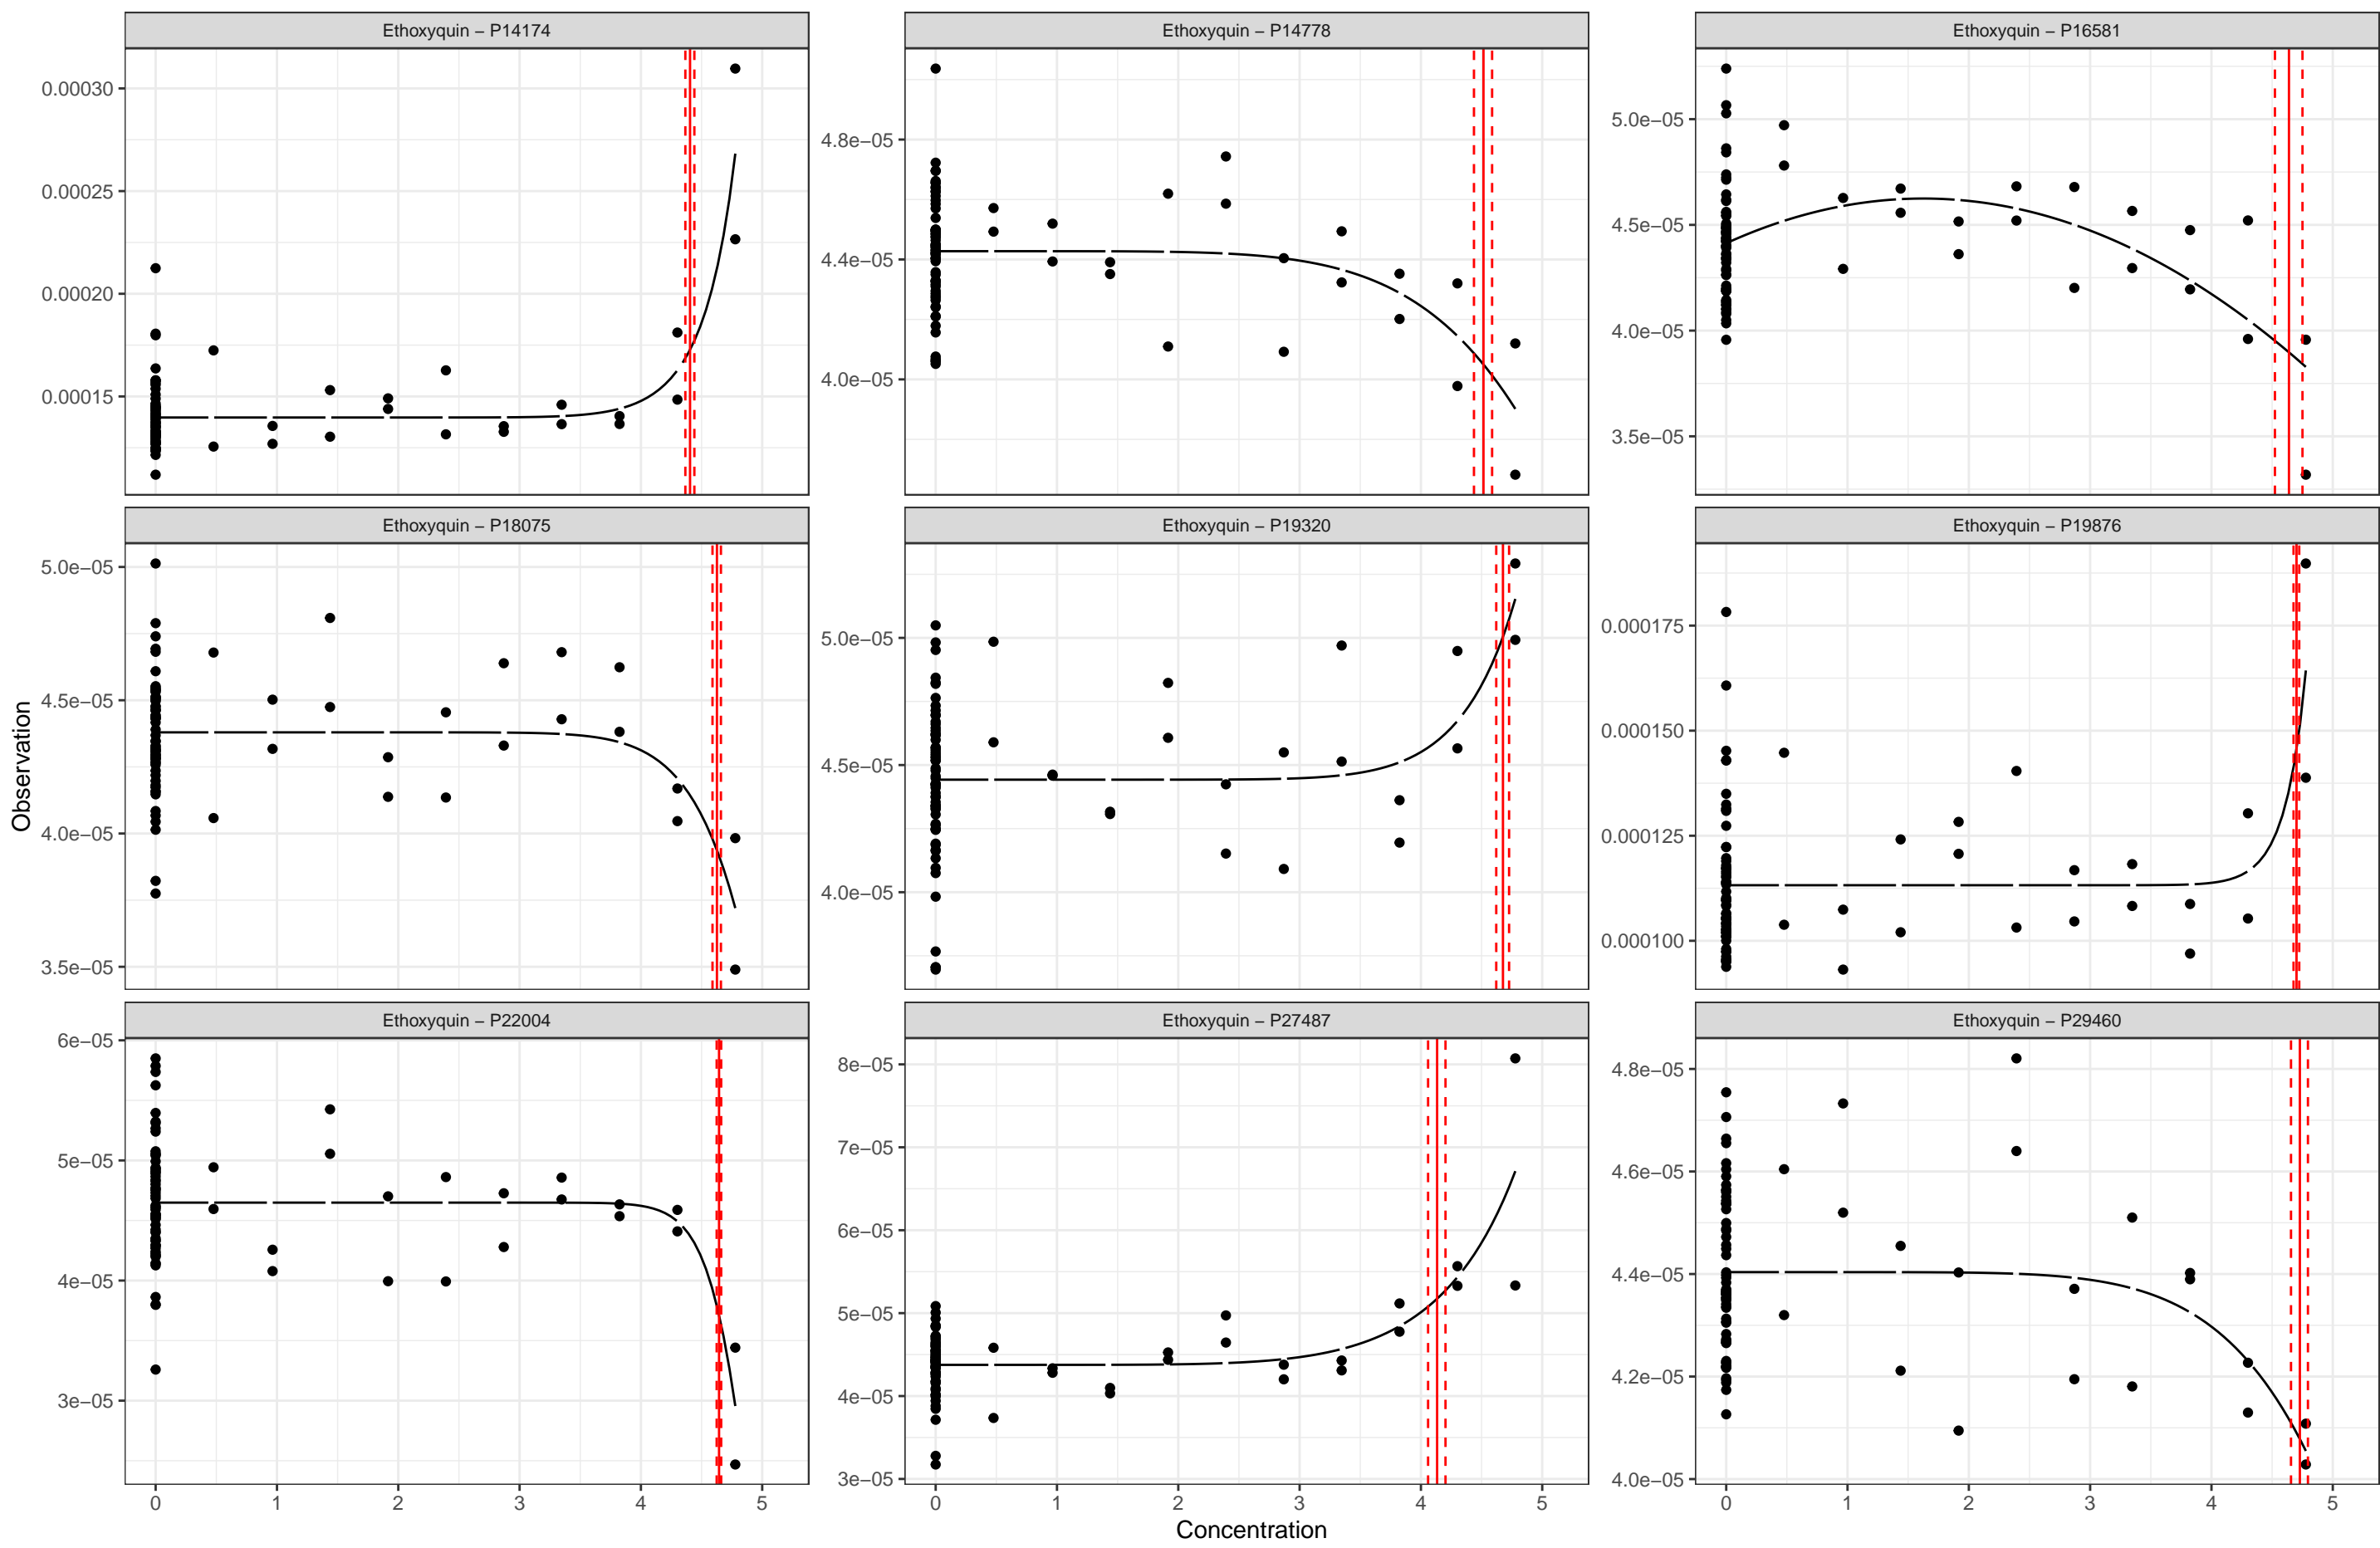 Ethoxyquin − P14174
Ethoxyquin − P14778
Ethoxyquin − P16581
0.00030
0.00025
0.00020
0.00015
4.8e−05
4.4e−05
4.0e−05
5.0e−05
4.5e−05
4.0e−05
3.5e−05
Ethoxyquin − P18075
Ethoxyquin − P19320
Ethoxyquin − P19876
5.0e−05
4.5e−05
4.0e−05
3.5e−05
5.0e−05
4.5e−05
4.0e−05
0.000175
0.000150
0.000125
0.000100
Observation
Ethoxyquin − P22004
Ethoxyquin − P27487
Ethoxyquin − P29460
6e−05
5e−05
4e−05
3e−05
8e−05
7e−05
6e−05
5e−05
4e−05
3e−05
4.8e−05
4.6e−05
4.4e−05
4.2e−05
4.0e−05
0 1 2 3 4 5
0 1 2 3 4 5
0 1 2 3 4 5
Concentration